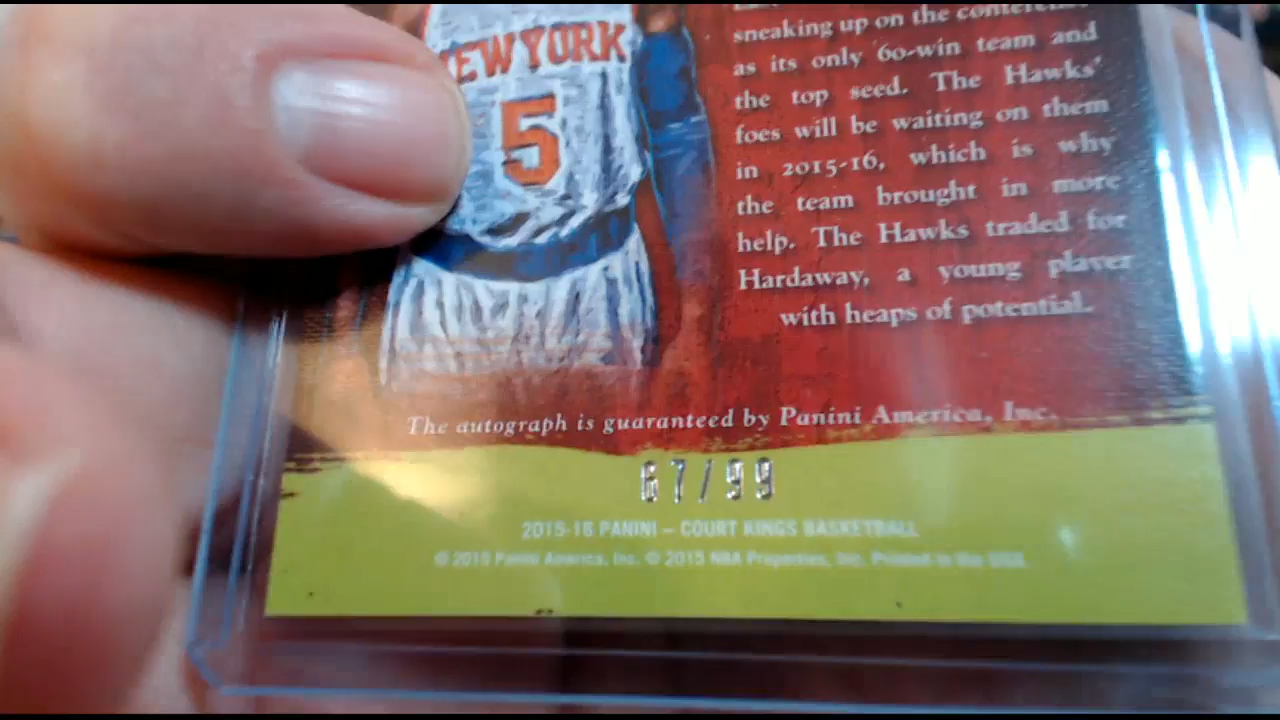 NEW YORK
5
sneaking up on the
as its only 60-win team and
the top seed. The Hawks'
foes will be waiting on them
in 2015-16, which is why
the team brought in more
help. The Hawks traded for
Hardaway, a young player
with heaps of potential.
The autograph is guaranteed by Panini America, Inc.
67/99
2015-16 PANINI – COURT KINGS BASKETBALL
© 2015 Panini America, Inc. © 2015 NBA Properties, Inc. Printed in the USA